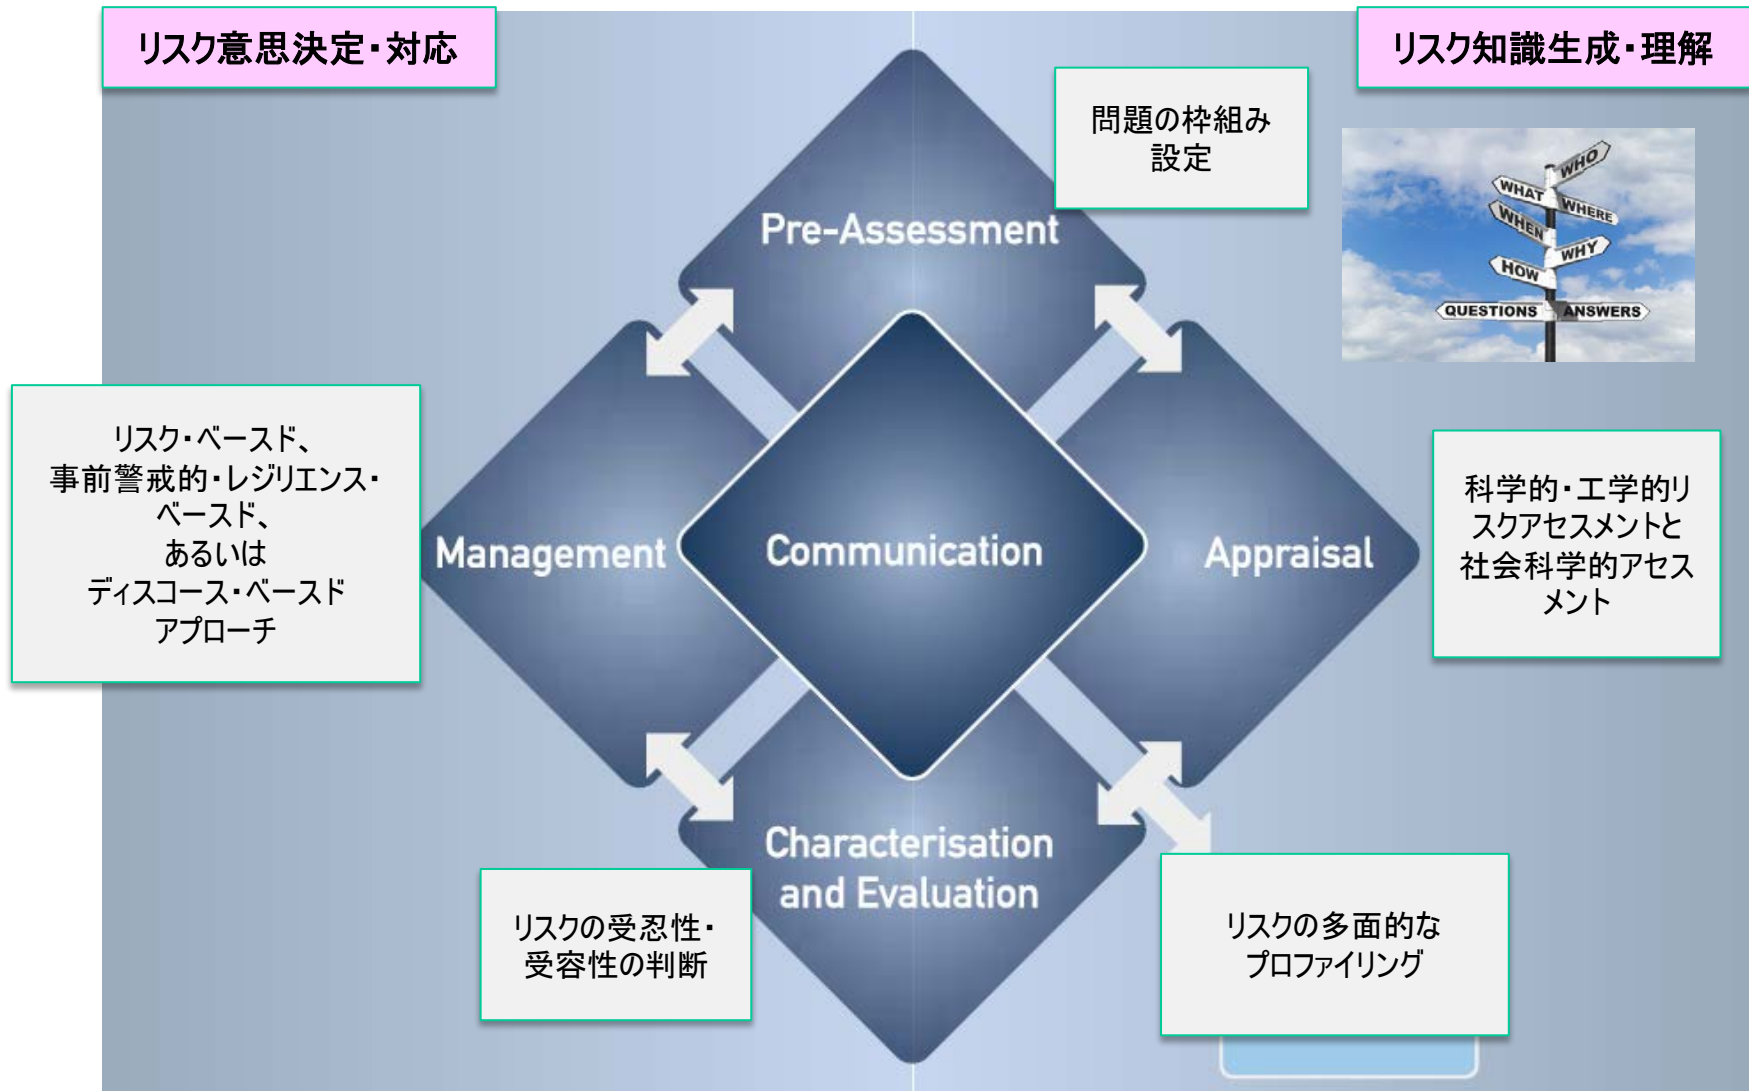 リスク意思決定・対応
リスク知識生成・理解
問題の枠組み
設定
WHO
WHAT
WHERE
WHEN
WHY
HOW
QUESTIONS
ANSWERS
Pre-Assessment
リスク・ベースド、
事前警戒的・レジリエンス・
ベースド、
あるいは
ディスコース・ベースド
アプローチ
Management
Communication
Appraisal
科学的・工学的リ
スクアセスメントと
社会科学的アセス
メント
Characterisation
and Evaluation
リスクの受忍性・
受容性の判断
リスクの多面的な
プロファイリング